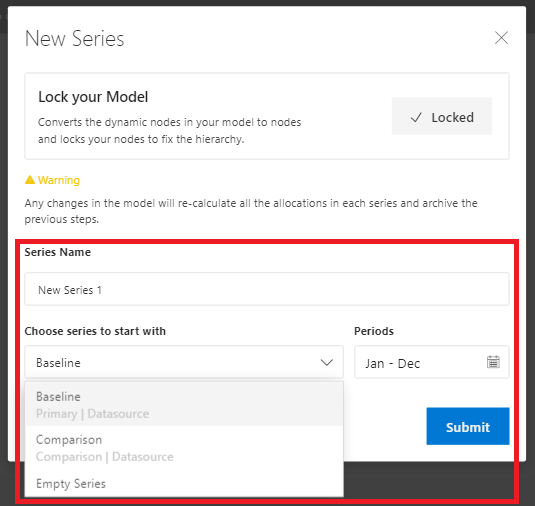 New Series
Lock your Model
Converts the dynamic nodes in your model to nodes
and locks your nodes to fix the hierarchy.
Locked
Warning
Any changes in the model will re-calculate all the allocations in each series and archive the
previous steps.
Series Name
New Series 1
Choose series to start with
Periods
Baseline
Jan - Dec
Baseline
Primary | Datasource
Comparison
Comparison | Datasource
Empty Series
Submit